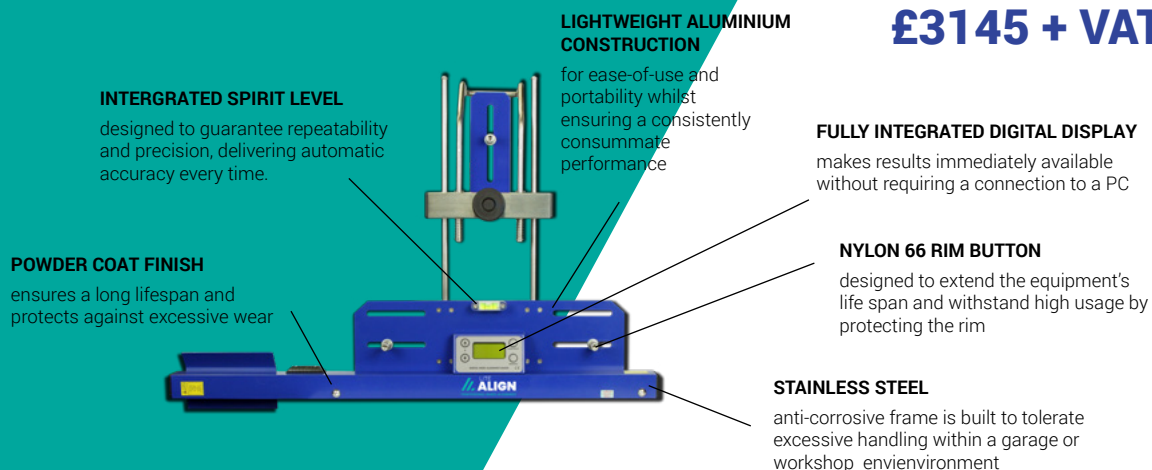 LIGHTWEIGHT ALUMINIUM
CONSTRUCTION
for ease-of-use and
portability whilst
ensuring a consistently
consummate
performance
£3145 + VAT
INTERGRATED SPIRIT LEVEL
designed to guarantee repeatability
and precision, delivering automatic
accuracy every time.
FULLY INTEGRATED DIGITAL DISPLAY
makes results immediately available
without requiring a connection to a PC
NYLON 66 RIM BUTTON
designed to extend the equipment's
life span and withstand high usage by
protecting the rim
POWDER COAT FINISH
ensures a long lifespan and
protects against excessive wear
ALIGN
STAINLESS STEEL
anti-corrosive frame is built to tolerate
excessive handling within a garage or
workshop envienvironment